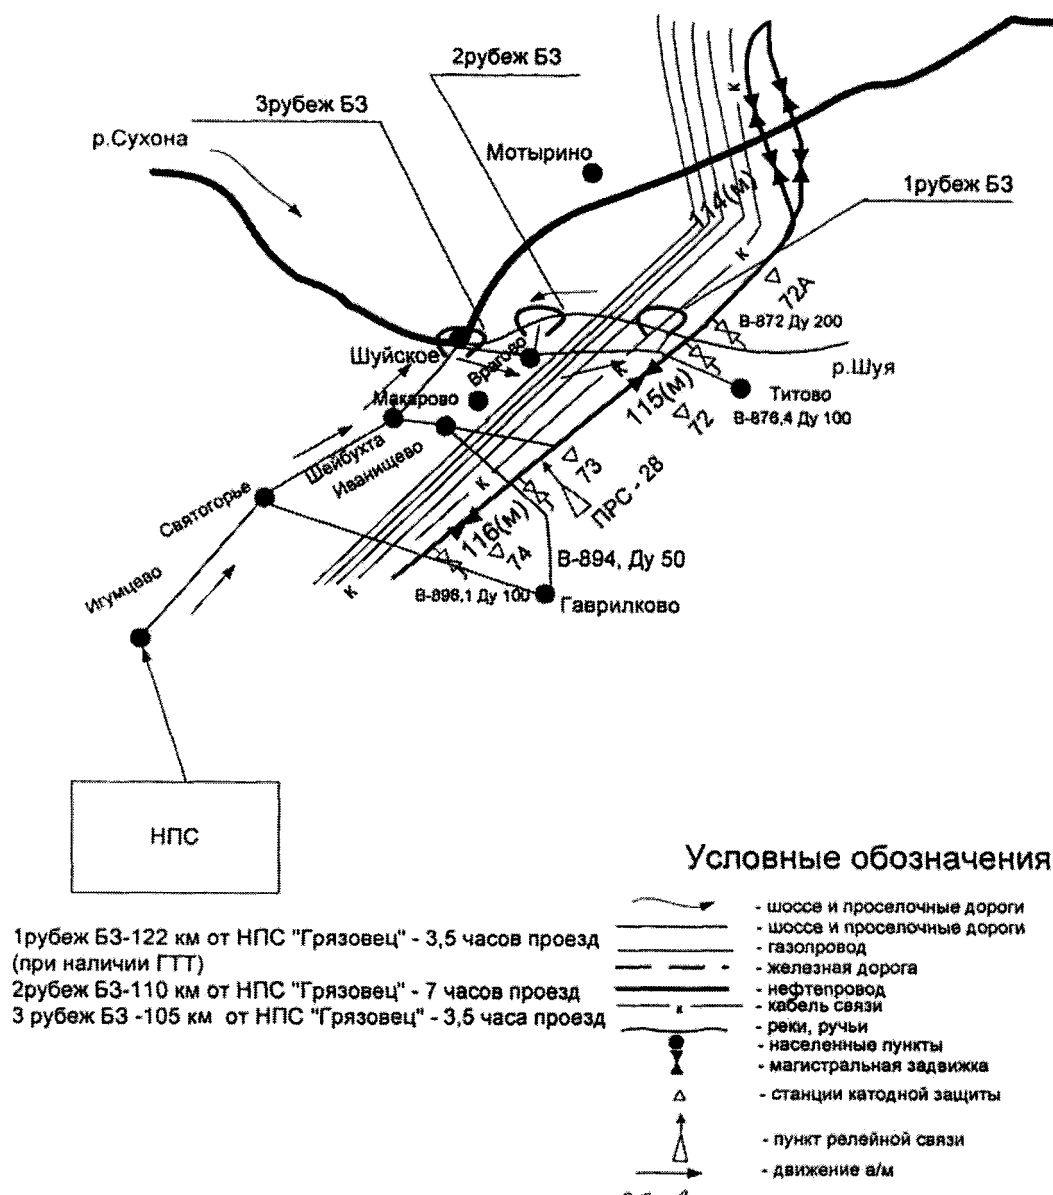 2рубеж БЗ
3рубеж БЗ
р.Сухона
Мотырино
к
1рубеж БЗ
114(м)
к
72А
В-872 Ду 200
Шуйское
Врагово
р.Шуя
к
115(м)
72
Титово
В-876,4 Ду 100
Макарово
Шейбухта
Иванищево
73
ПРС - 28
к
Святогорье
116(м)
74
В-894, Ду 50
к
В-896,1 Ду 100
Гаврилково
Игумцево
НПС
Условные обозначения
- шоссе и проселочные дороги
- шоссе и проселочные дороги
- газопровод
- железная дорога
- нефтепровод
к - кабель связи
- реки, ручьи
- населенные пункты
- магистральная задвижка
- станции катодной защиты
- пункт релейной связи
- движение а/м
1рубеж БЗ-122 км от НПС "Грязовец" - 3,5 часов проезд
(при наличии ГТТ)
2рубеж БЗ-110 км от НПС "Грязовец" - 7 часов проезд
3 рубеж БЗ -105 км от НПС "Грязовец" - 3,5 часа проезд